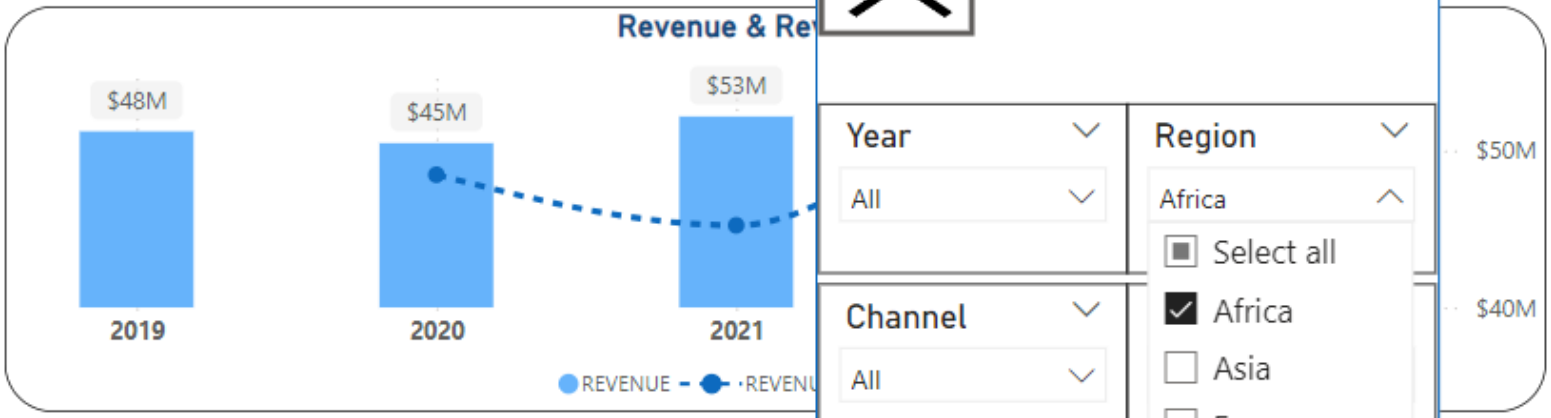 Revenue & Rev
$48M
$45M
$53M
2019
2020
2021
REVENUE
REVENU
Year
All
Region
Africa
Select all
Africa
Asia
Channel
All
$50M
$40M